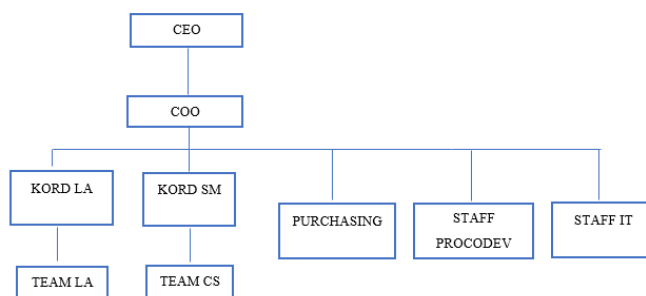 CEO
COO
KORD LA
KORD SM
PURCHASING
STAFF
PROCODEV
STAFF IT
TEAM LA
TEAM CS